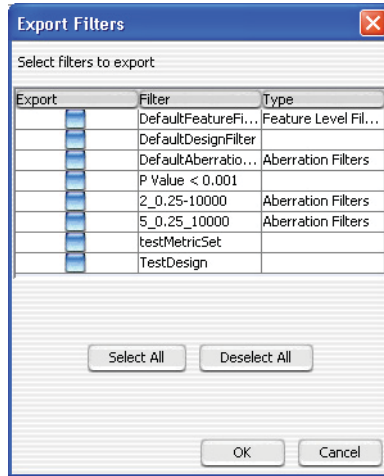 Export Filters
Select filters to export
Export Filter Type
DefaultFeatureFi... Feature Level Fil...
DefaultDesignFilter
DefaultAberratio... Aberration Filters
P Value < 0.001
2_0.25-10000 Aberration Filters
5_0.25_10000 Aberration Filters
testMetricSet
TestDesign
Select All Deselect All
OK Cancel